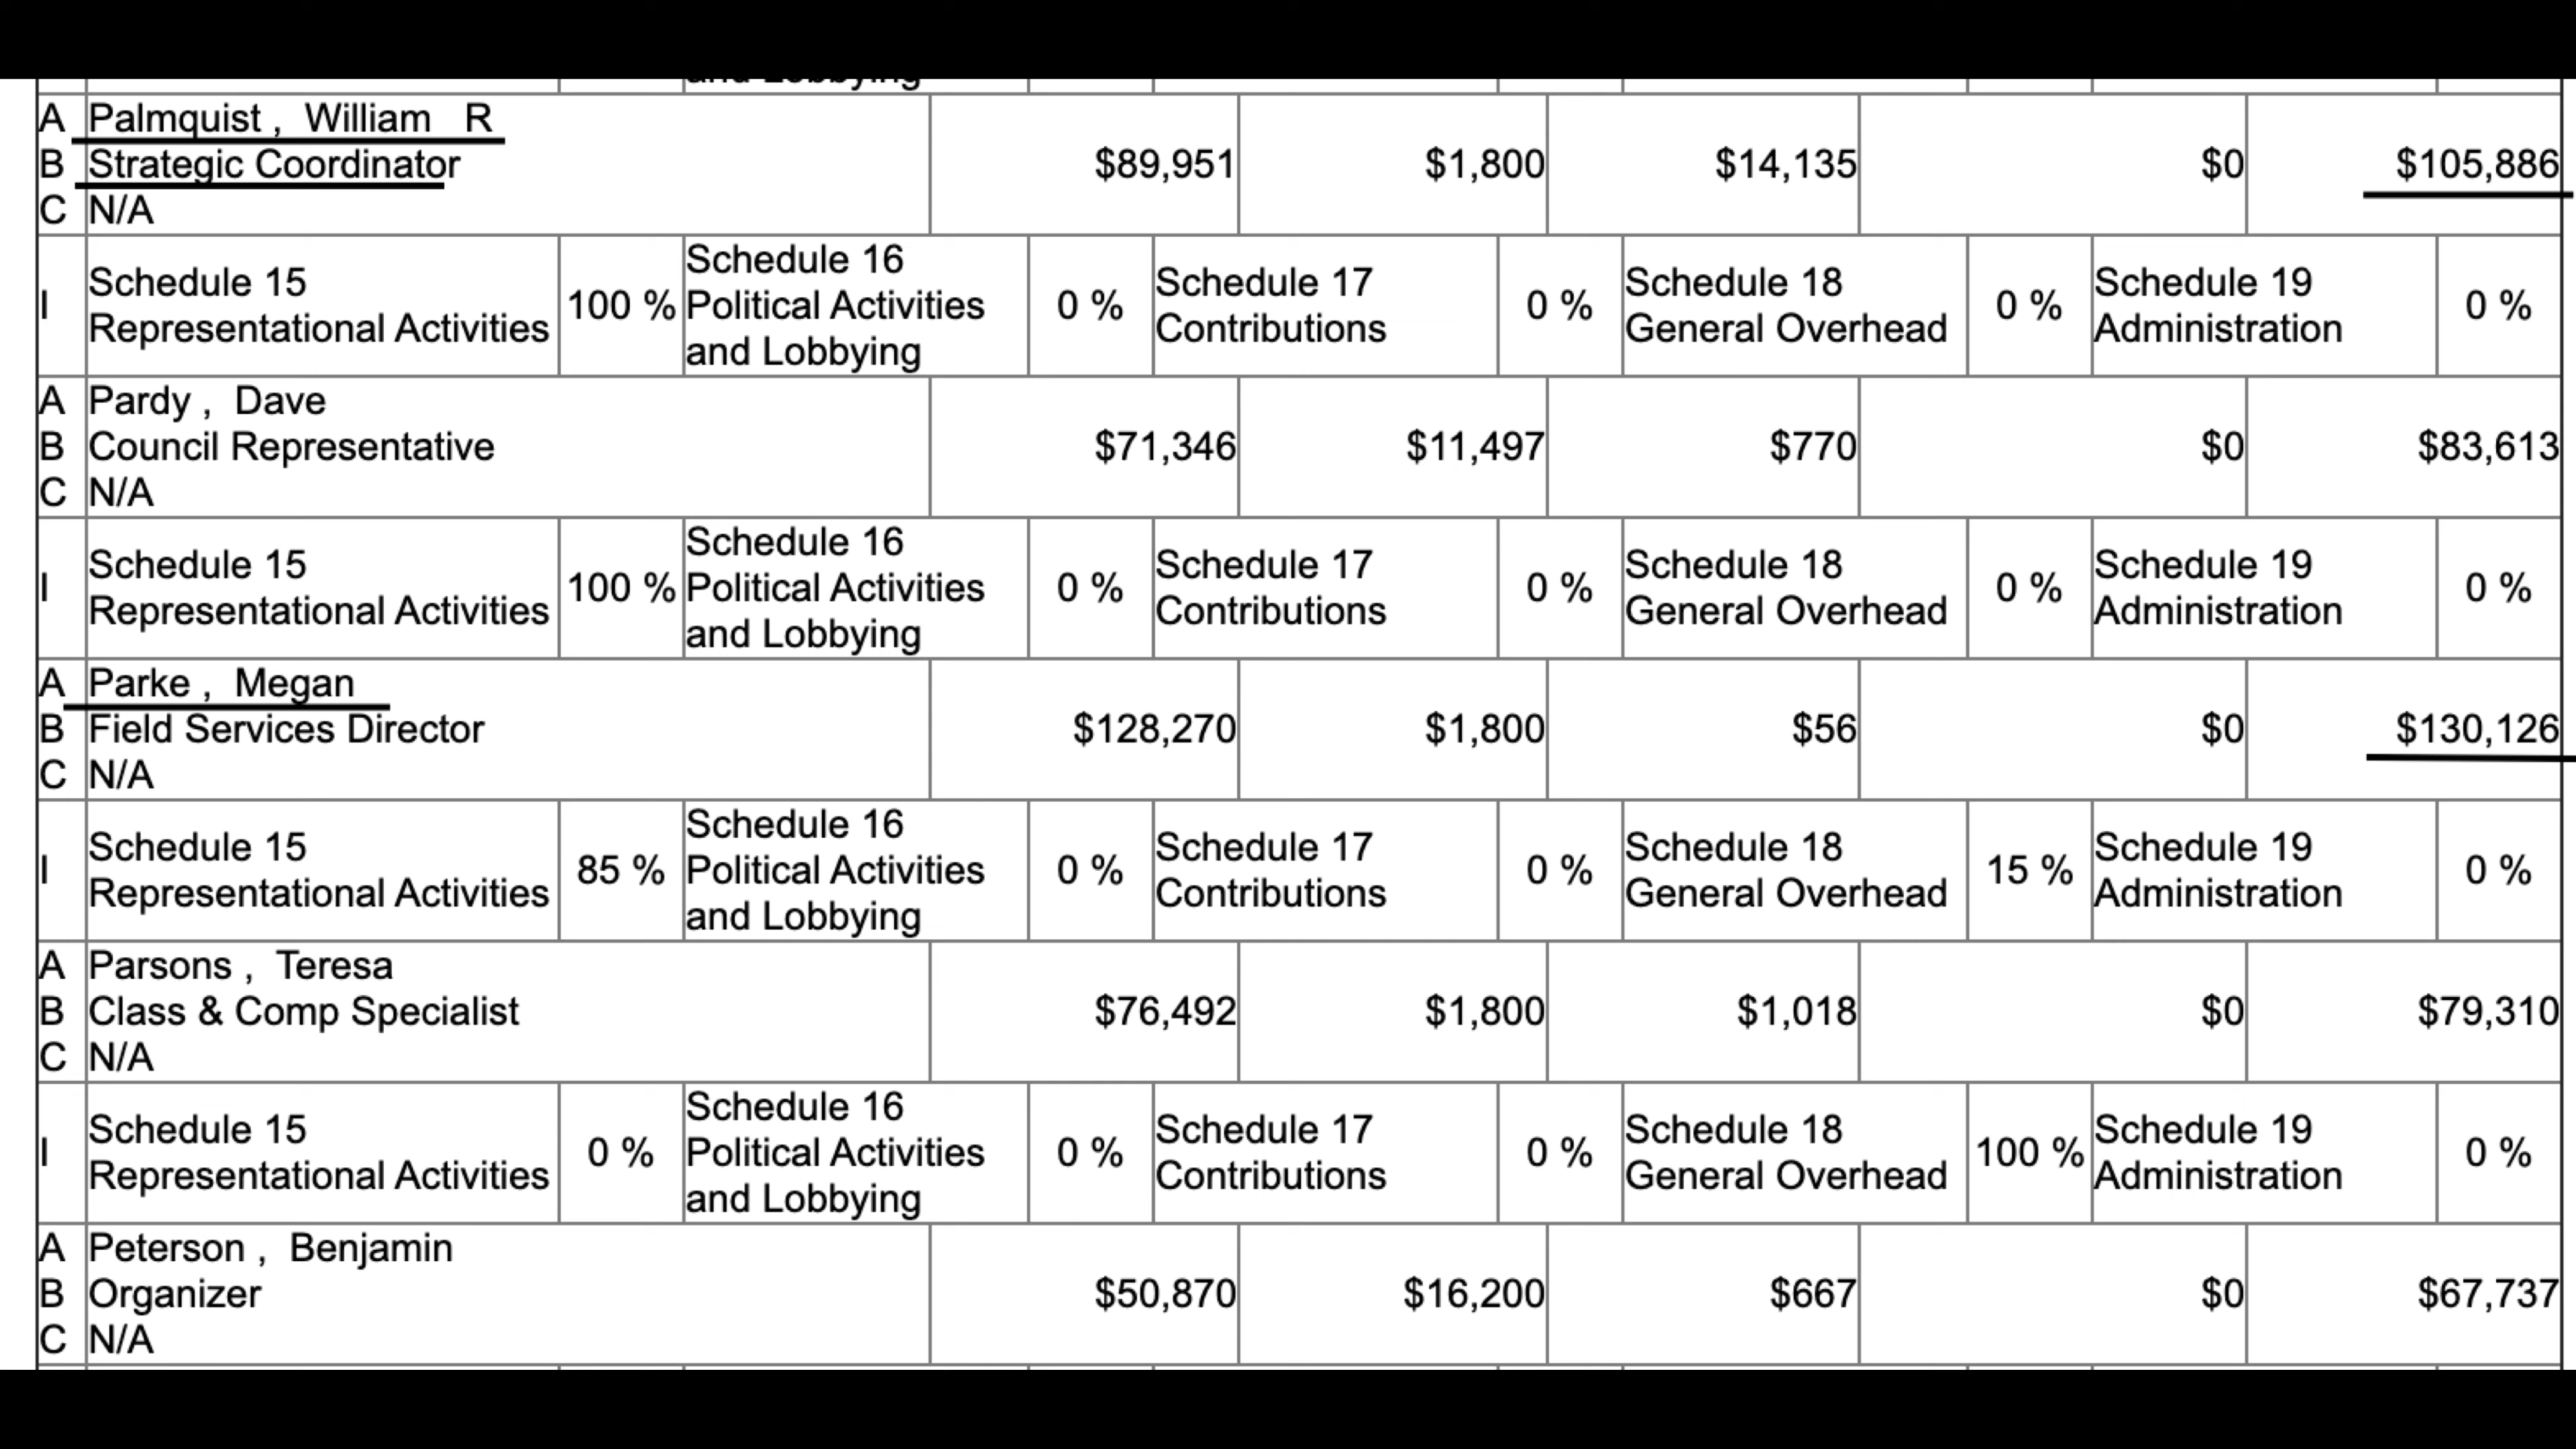 and Lobbying
A Palmquist , William R
B Strategic Coordinator $89,951 $1,800 $14,135 $0 $105,886
C N/A
I Schedule 15 Representational Activities 100 % Schedule 16 Political Activities and Lobbying 0 % Schedule 17 Contributions 0 % Schedule 18 General Overhead 0 % Schedule 19 Administration 0 %
A Pardy , Dave
B Council Representative $71,346 $11,497 $770 $0 $83,613
C N/A
I Schedule 15 Representational Activities 100 % Schedule 16 Political Activities and Lobbying 0 % Schedule 17 Contributions 0 % Schedule 18 General Overhead 0 % Schedule 19 Administration 0 %
A Parke , Megan
B Field Services Director $128,270 $1,800 $56 $0 $130,126
C N/A
I Schedule 15 Representational Activities 85 % Schedule 16 Political Activities and Lobbying 0 % Schedule 17 Contributions 0 % Schedule 18 General Overhead 15 % Schedule 19 Administration 0 %
A Parsons , Teresa
B Class & Comp Specialist $76,492 $1,800 $1,018 $0 $79,310
C N/A
I Schedule 15 Representational Activities 0 % Schedule 16 Political Activities and Lobbying 0 % Schedule 17 Contributions 0 % Schedule 18 General Overhead 100 % Schedule 19 Administration 0 %
A Peterson , Benjamin
B Organizer $50,870 $16,200 $667 $0 $67,737
C N/A